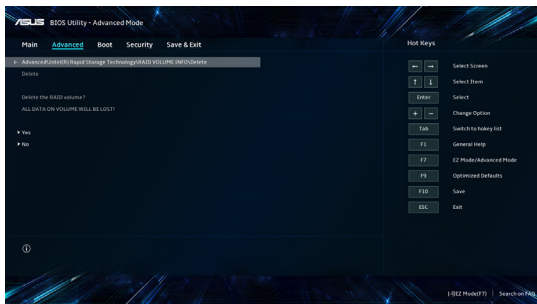 ASUS BIOS Utility - Advanced Mode
Main Advanced Boot Security Save & Exit
Hot Keys
← Advanced\Intel(R) Rapid Storage Technology\RAID VOLUME INFO\Delete
Delete
Delete the RAID volume?
ALL DATA ON VOLUME WILL BE LOST!
▶ Yes
▶ No
← → Select Screen
↑ ↓ Select Item
Enter Select
+ − Change Option
Tab Switch to hokey list
F1 General Help
F7 EZ Mode/Advanced Mode
F9 Optimized Defaults
F10 Save
ESC Exit
EZ Mode(F7) | Search on FAQ